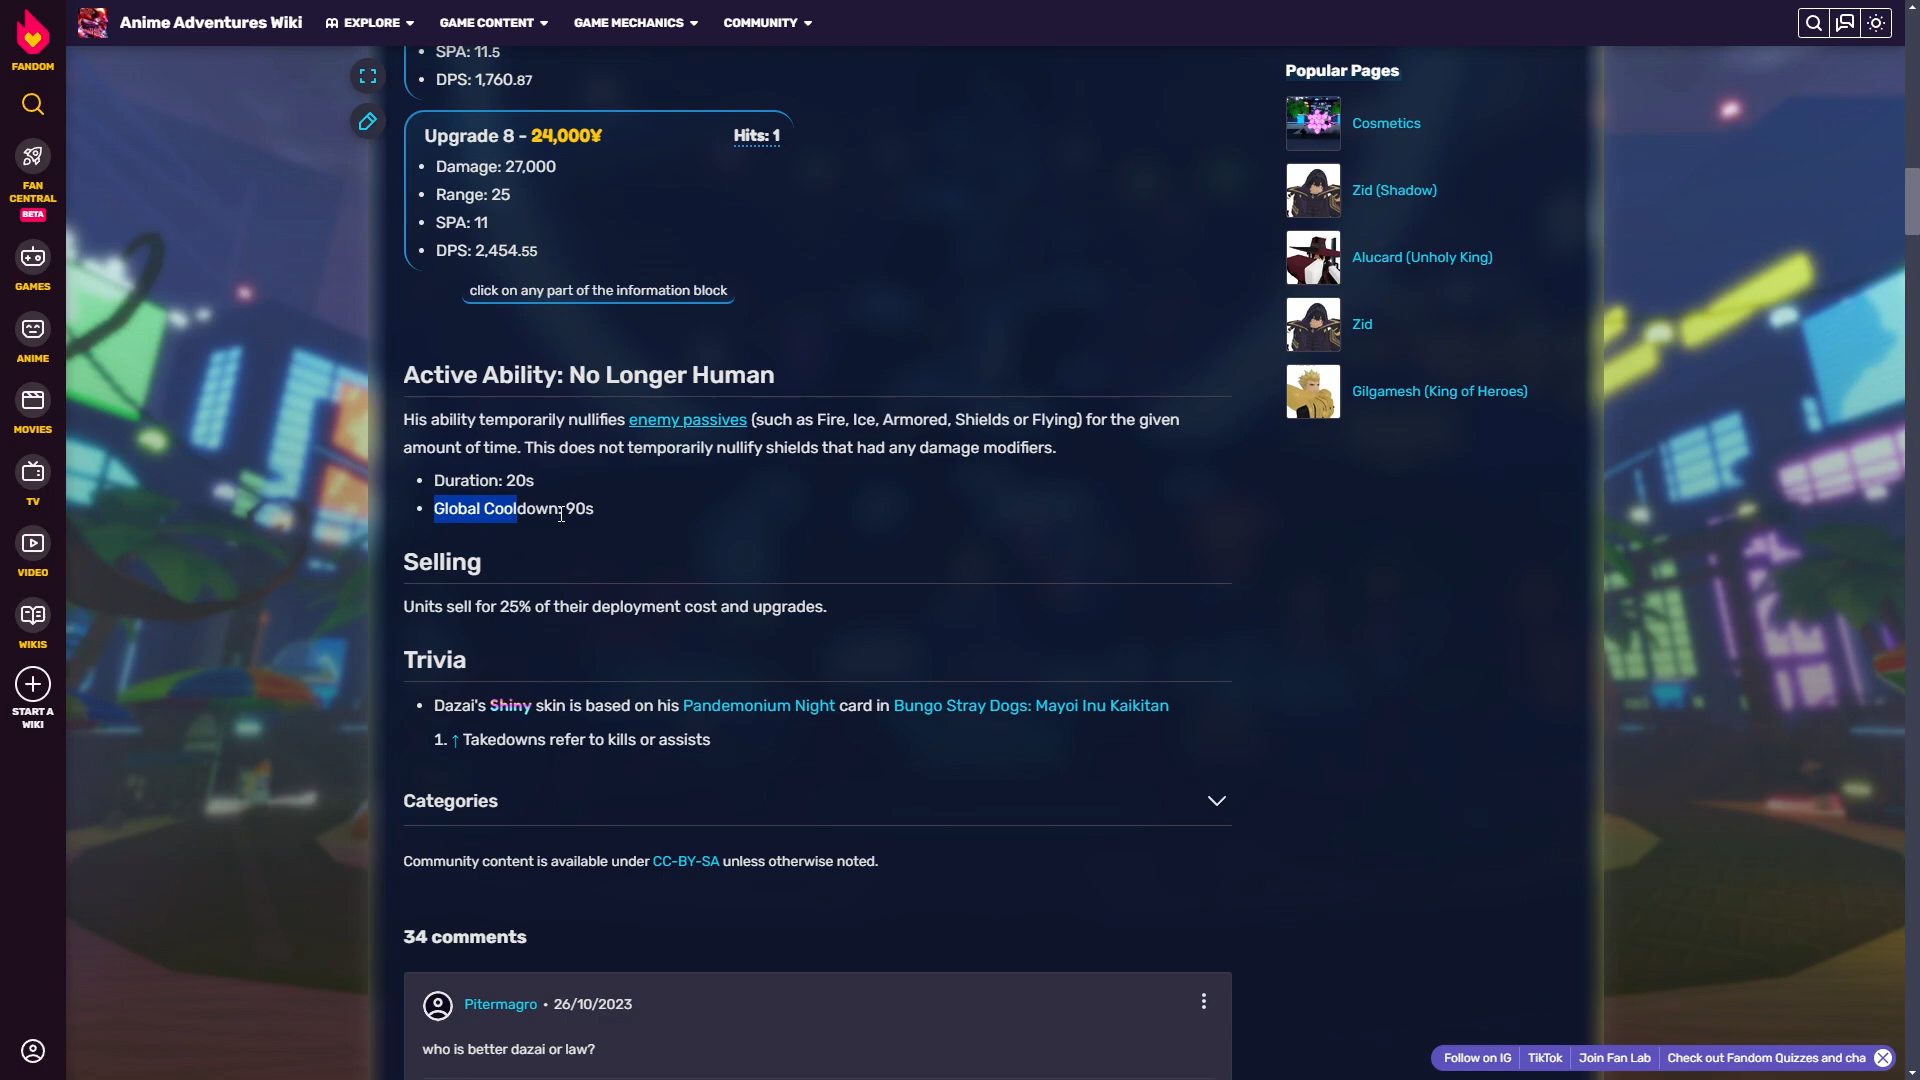 Anime Adventures Wiki
EXPLORE
GAME CONTENT
GAME MECHANICS
COMMUNITY
FANDOM
FAN
CENTRAL
BETA
GAMES
ANIME
MOVIES
TV
VIDEO
WIKIS
START A
WIKI
SPA: 11.5
DPS: 1,760.87
Upgrade 8 - 24,000¥
Hits: 1
Damage: 27,000
Range: 25
SPA: 11
DPS: 2,454.55
click on any part of the information block
Active Ability: No Longer Human
His ability temporarily nullifies enemy passives (such as Fire, Ice, Armored, Shields or Flying) for the given
amount of time. This does not temporarily nullify shields that had any damage modifiers.
Duration: 20s
Global Cooldown: 90s
Selling
Units sell for 25% of their deployment cost and upgrades.
Trivia
Dazai's Shiny skin is based on his Pandemonium Night card in Bungo Stray Dogs: Mayoi Inu Kaikitan
1. ↑ Takedowns refer to kills or assists
Categories
Community content is available under CC-BY-SA unless otherwise noted.
34 comments
Pitermagro • 26/10/2023
who is better dazai or law?
Popular Pages
Cosmetics
Zid (Shadow)
Alucard (Unholy King)
Zid
Gilgamesh (King of Heroes)
Follow on IG
TikTok
Join Fan Lab
Check out Fandom Quizzes and cha